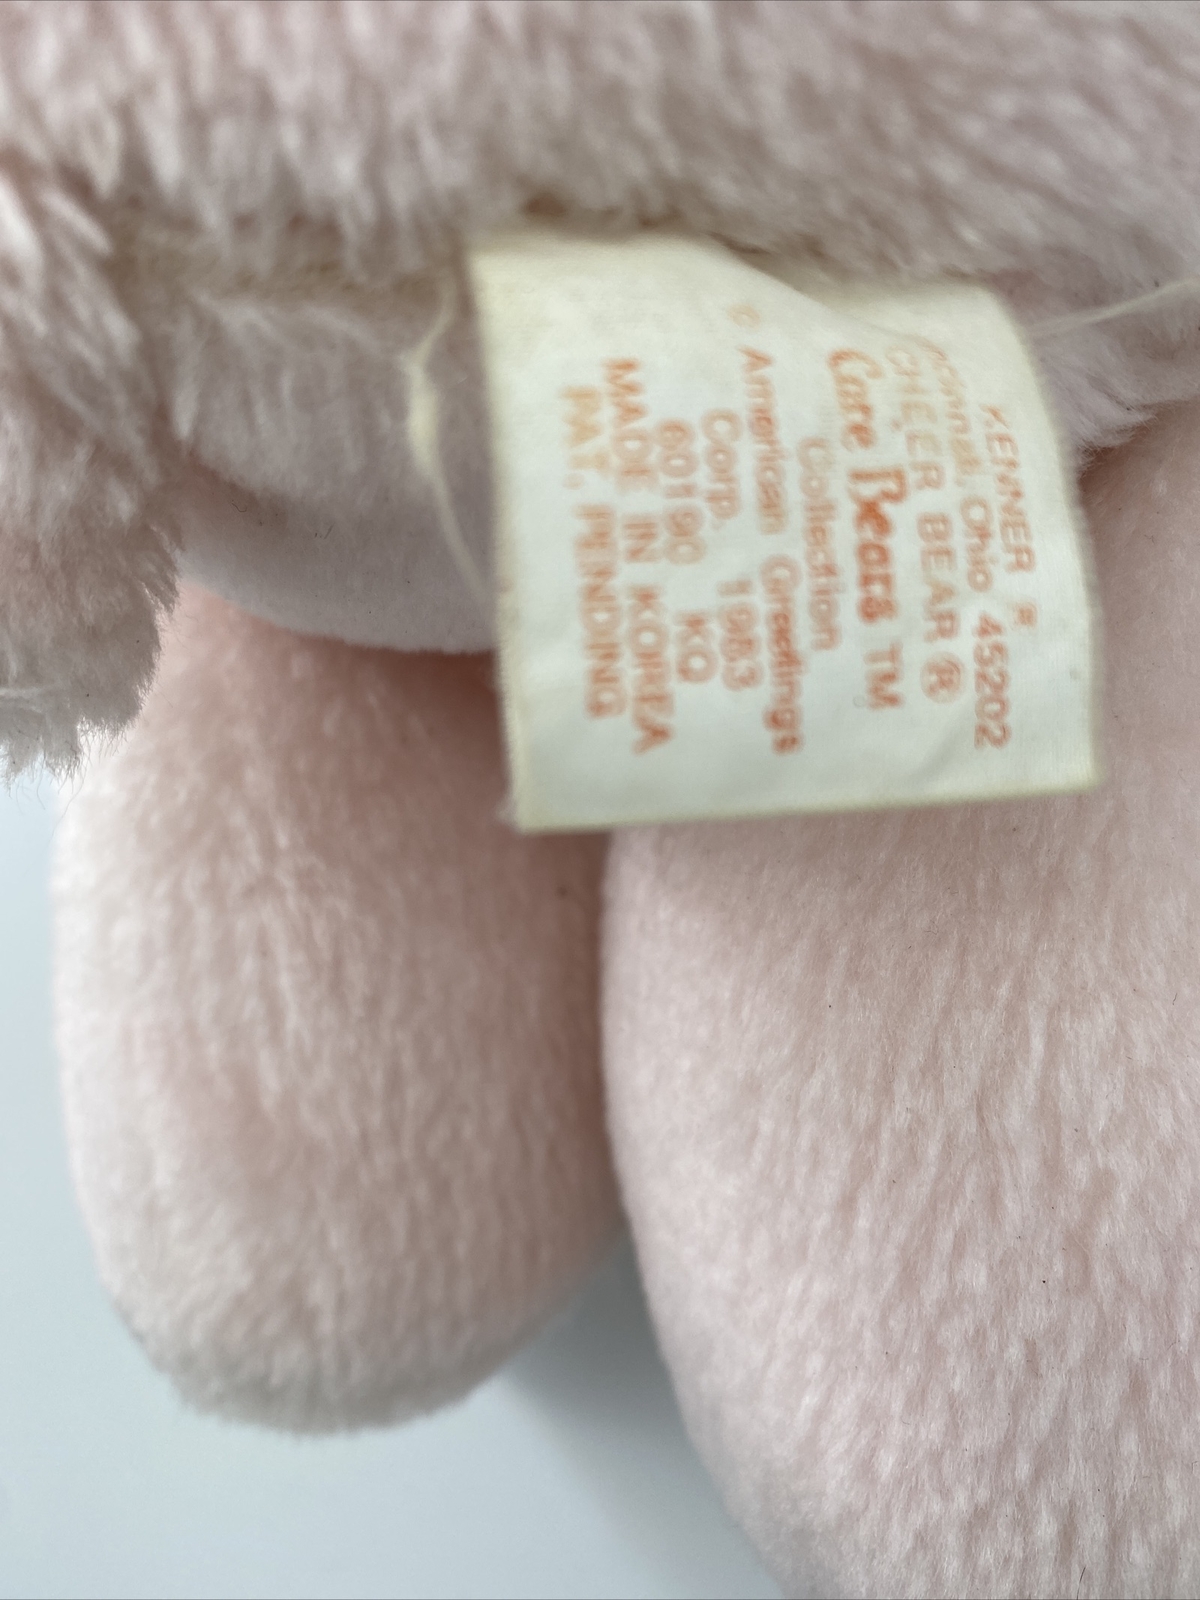 KENNER ®
Cincinnati, Ohio 45202
CHEER BEAR ®
Care Bears TM
Collection
© American Greetings
Corp. 1983
60190 KQ
MADE IN KOREA
PAT. PENDING